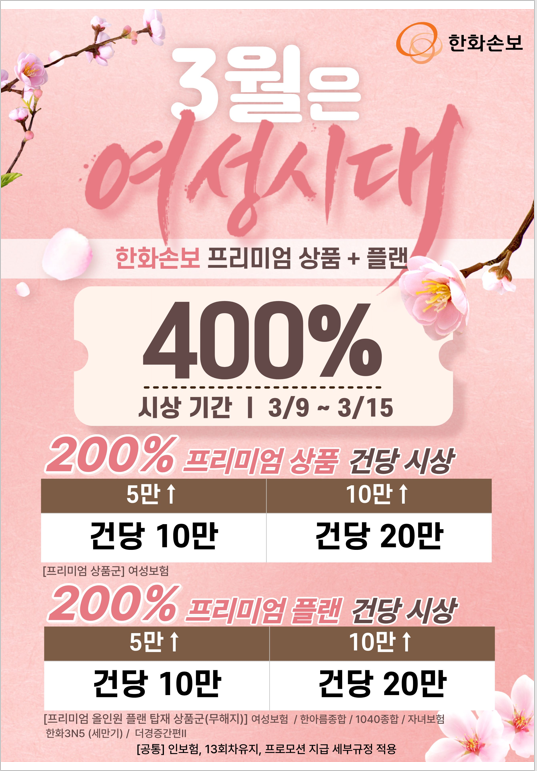 한화손보
3월은
여성시대
한화손보 프리미엄 상품 + 플랜
400%
시상 기간 | 3/9 ~ 3/15
200% 프리미엄 상품 건당 시상
5만↑ 10만↑
건당 10만 건당 20만
[프리미엄 상품군] 여성보험
200% 프리미엄 플랜 건당 시상
5만↑ 10만↑
건당 10만 건당 20만
[프리미엄 올인원 플랜 탑재 상품군(무해지)] 여성보험 / 한아름종합 / 1040종합 / 자녀보험
한화3N5 (세만기) / 더경증간편II
[공통] 인보험, 13회차유지, 프로모션 지급 세부규정 적용